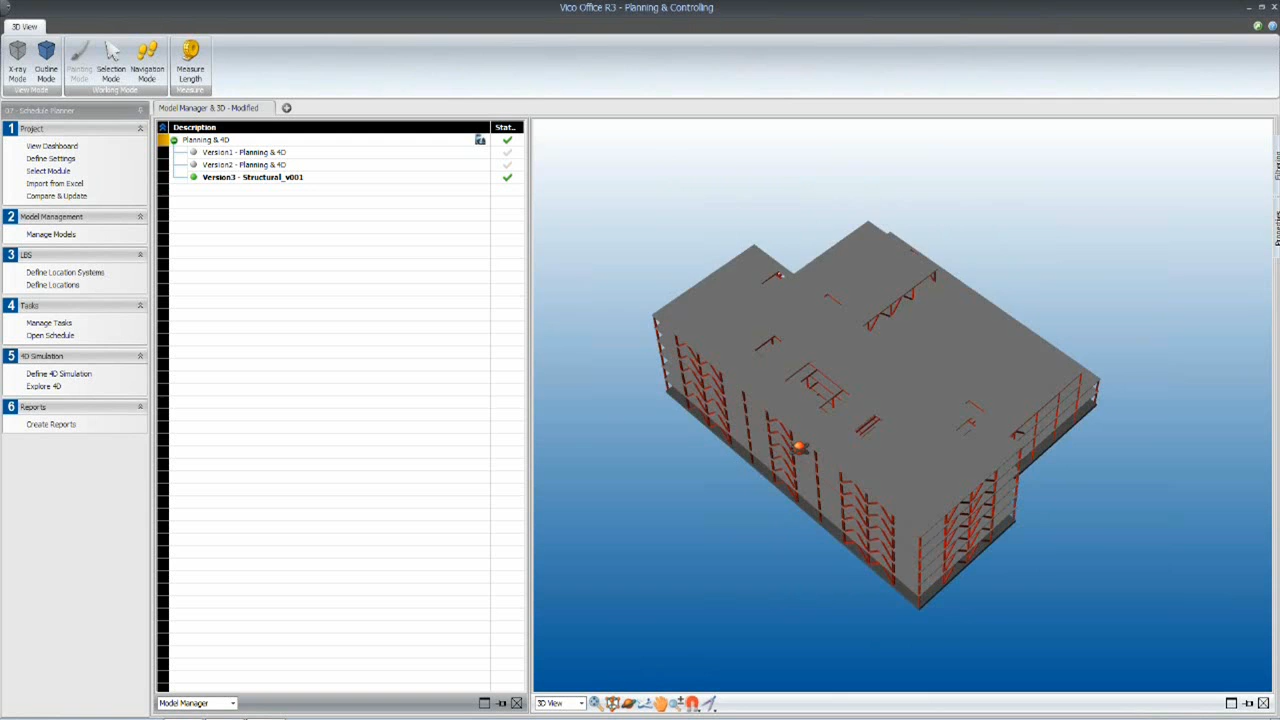 Vico Office R3 - Planning & Controlling
3D View
X-ray Mode
Outline Mode
Painting Mode
Selection Mode
Navigation Mode
Measure Length
View Mode
Working Mode
Measure
07 - Schedule Planner
Model Manager & 3D - Modified
1 Project
View Dashboard
Define Settings
Select Module
Import from Excel
Compare & Update
2 Model Management
Manage Models
3 LBS
Define Location Systems
Define Locations
4 Tasks
Manage Tasks
Open Schedule
5 4D Simulation
Define 4D Simulation
Explore 4D
6 Reports
Create Reports
Description Stat..
Planning & 4D
Version1 - Planning & 4D
Version2 - Planning & 4D
Version3 - Structural_v001
Filtering
Properties
Model Manager
3D View